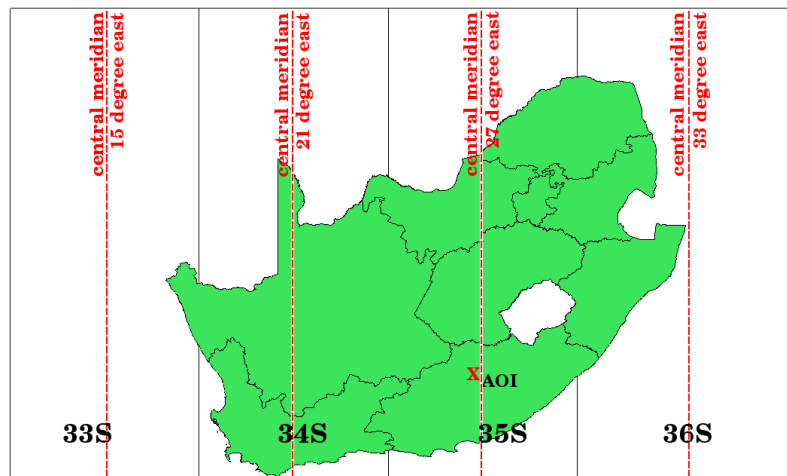 central meridian
15 degree east
central meridian
21 degree east
central meridian
27 degree east
central meridian
33 degree east
X
AOI
33S
34S
35S
36S